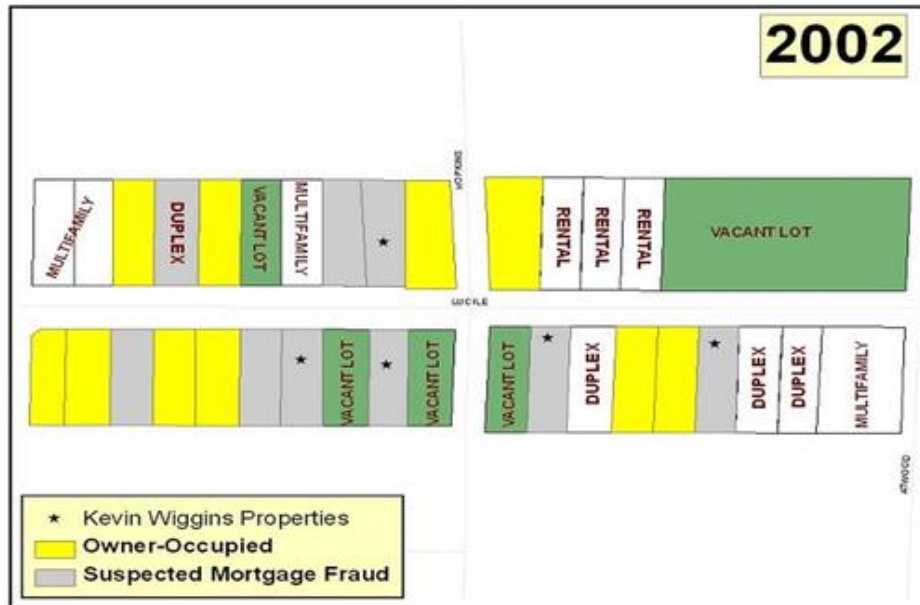 2002
HOPKINS
MULTIFAMILY
DUPLEX
VACANT LOT
MULTIFAMILY
RENTAL
RENTAL
RENTAL
VACANT LOT
LUCILE
VACANT LOT
VACANT LOT
VACANT LOT
DUPLEX
DUPLEX
DUPLEX
MULTIFAMILY
ATWOOD
Kevin Wiggins Properties
Owner-Occupied
Suspected Mortgage Fraud